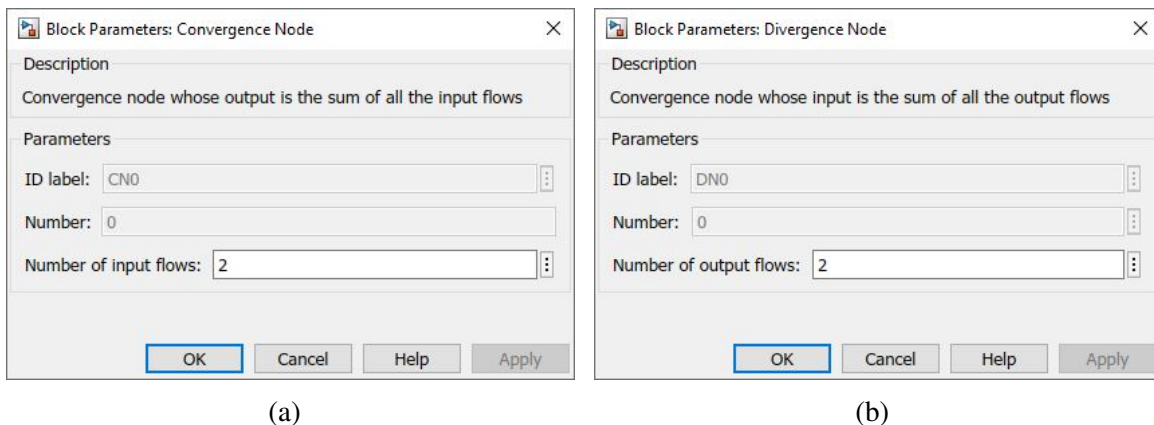 Block Parameters: Convergence Node
Description
Convergence node whose output is the sum of all the input flows
Parameters
ID label: CN0
Number: 0
Number of input flows: 2
OK Cancel Help Apply
(a)
Block Parameters: Divergence Node
Description
Convergence node whose input is the sum of all the output flows
Parameters
ID label: DN0
Number: 0
Number of output flows: 2
OK Cancel Help Apply
(b)